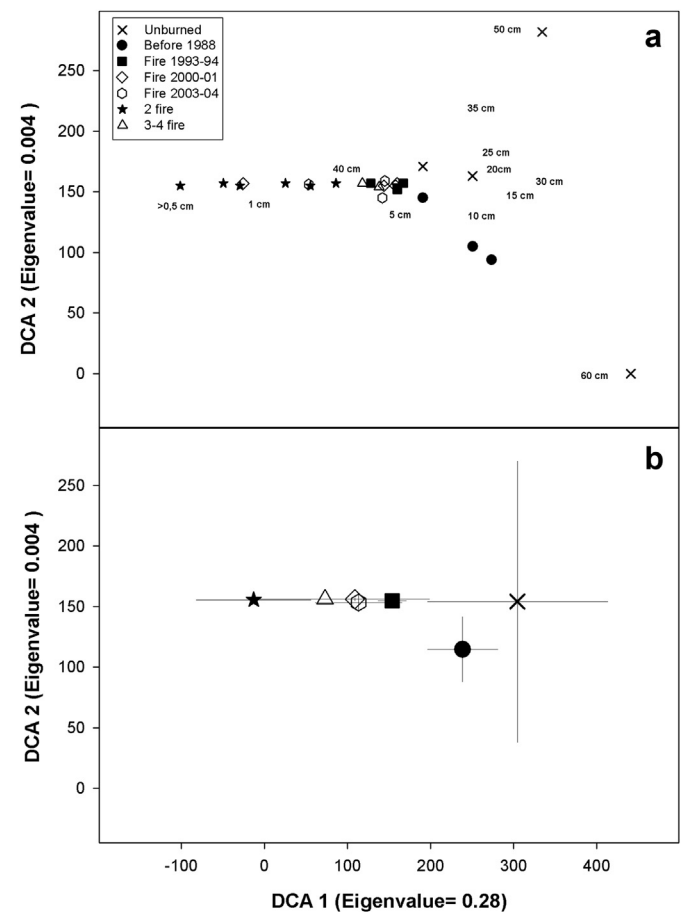 a
Unburned
Before 1988
Fire 1993-94
Fire 2000-01
Fire 2003-04
2 fire
3-4 fire
50 cm
35 cm
25 cm
20cm
40 cm
30 cm
15 cm
>0,5 cm
1 cm
5 cm
10 cm
60 cm
250
200
150
100
50
0
DCA 2 (Eigenvalue= 0.004 )
b
250
200
150
100
50
0
DCA 2 (Eigenvalue= 0.004 )
-100 0 100 200 300 400
DCA 1 (Eigenvalue= 0.28)